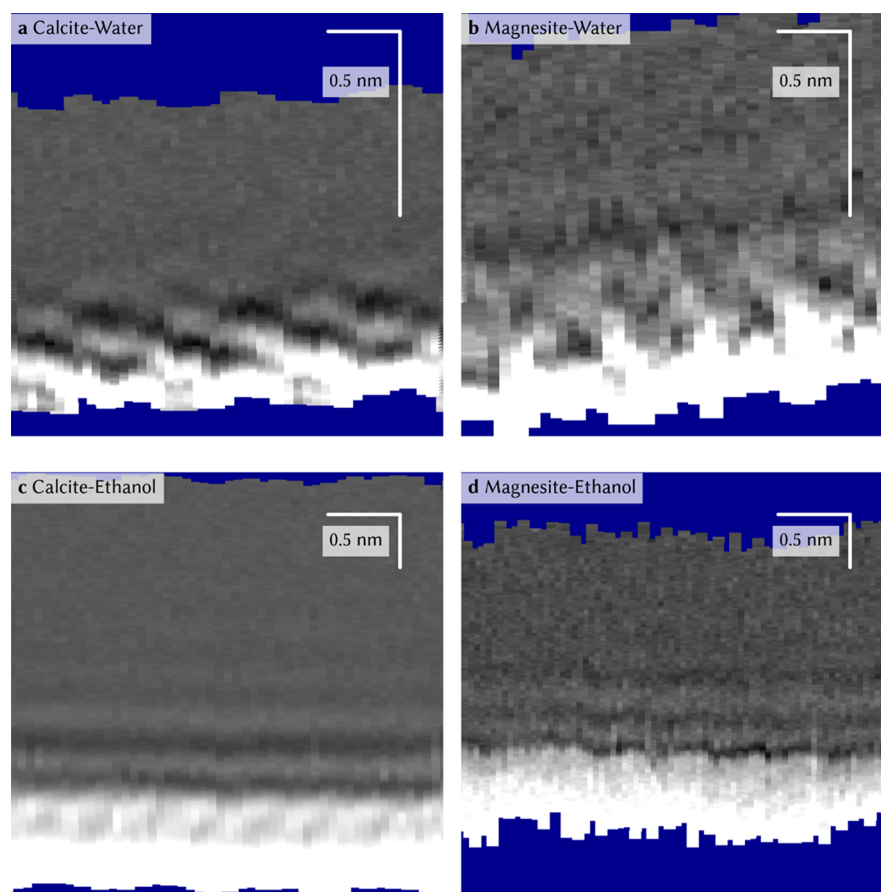 a Calcite-Water
0.5 nm
b Magnesite-Water
0.5 nm
c Calcite-Ethanol
0.5 nm
d Magnesite-Ethanol
0.5 nm